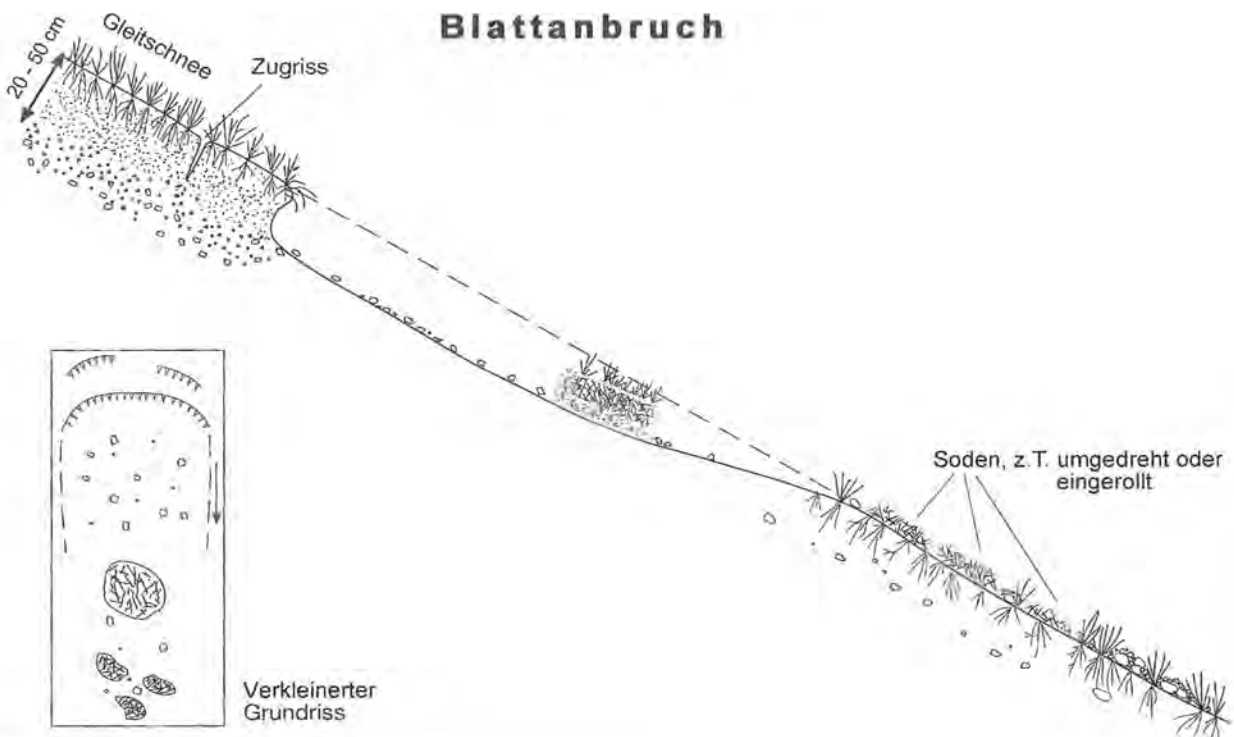 Blattanbruch
Gleitschnee
20 - 50 cm
Zugriss
Soden, z.T. umgedreht oder
eingerollt
Verkleinerter
Grundriss